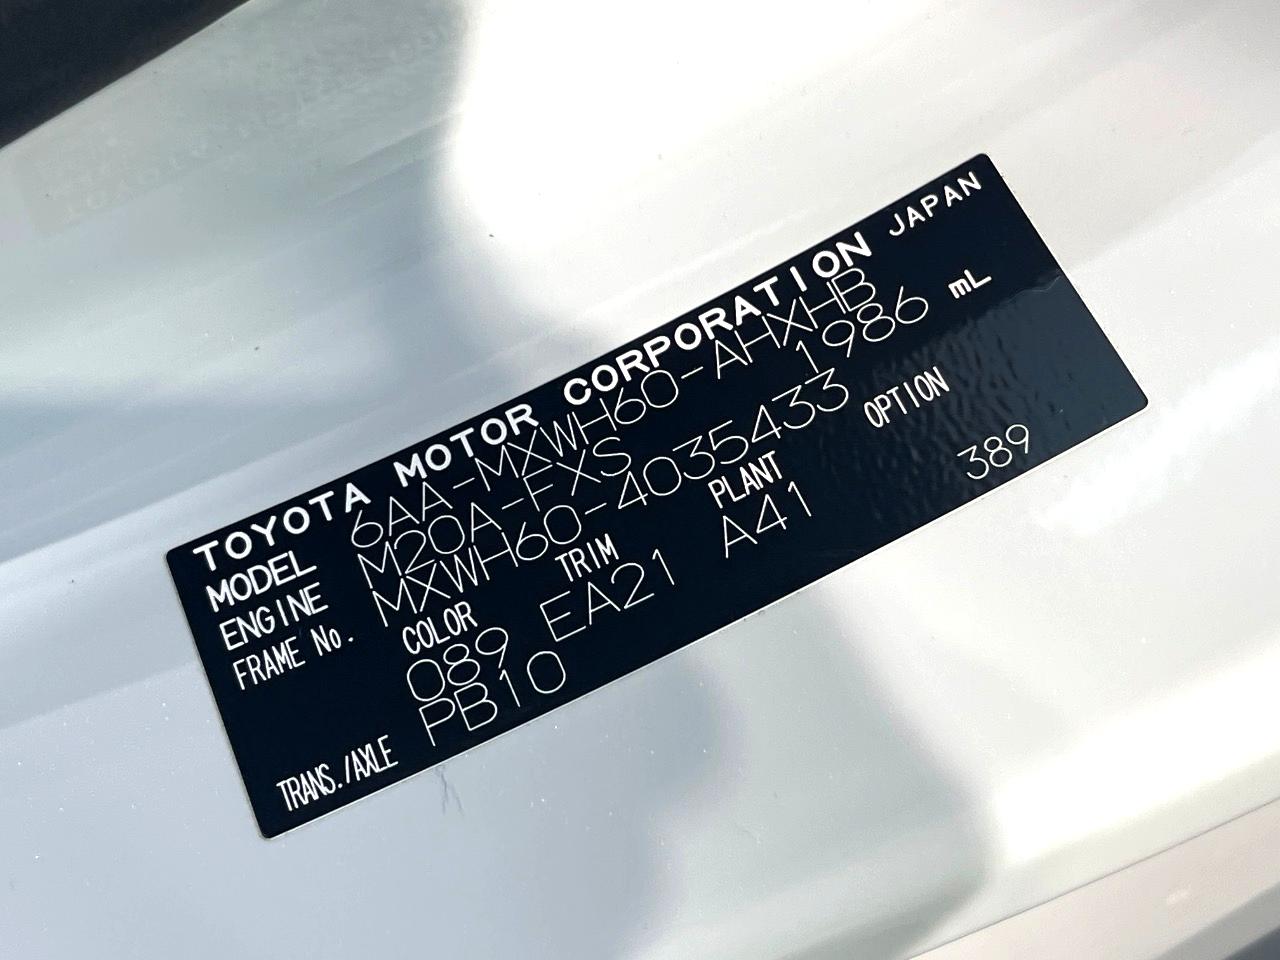 TOYOTA MOTOR CORPORATION JAPAN
MODEL 6AA-MXWH60-AHXHB
ENGINE M20A-FXS 1986 mL
FRAME No. MXWH60-4035433
COLOR TRIM PLANT OPTION
089 EA21 A41 389
TRANS./AXLE PB10